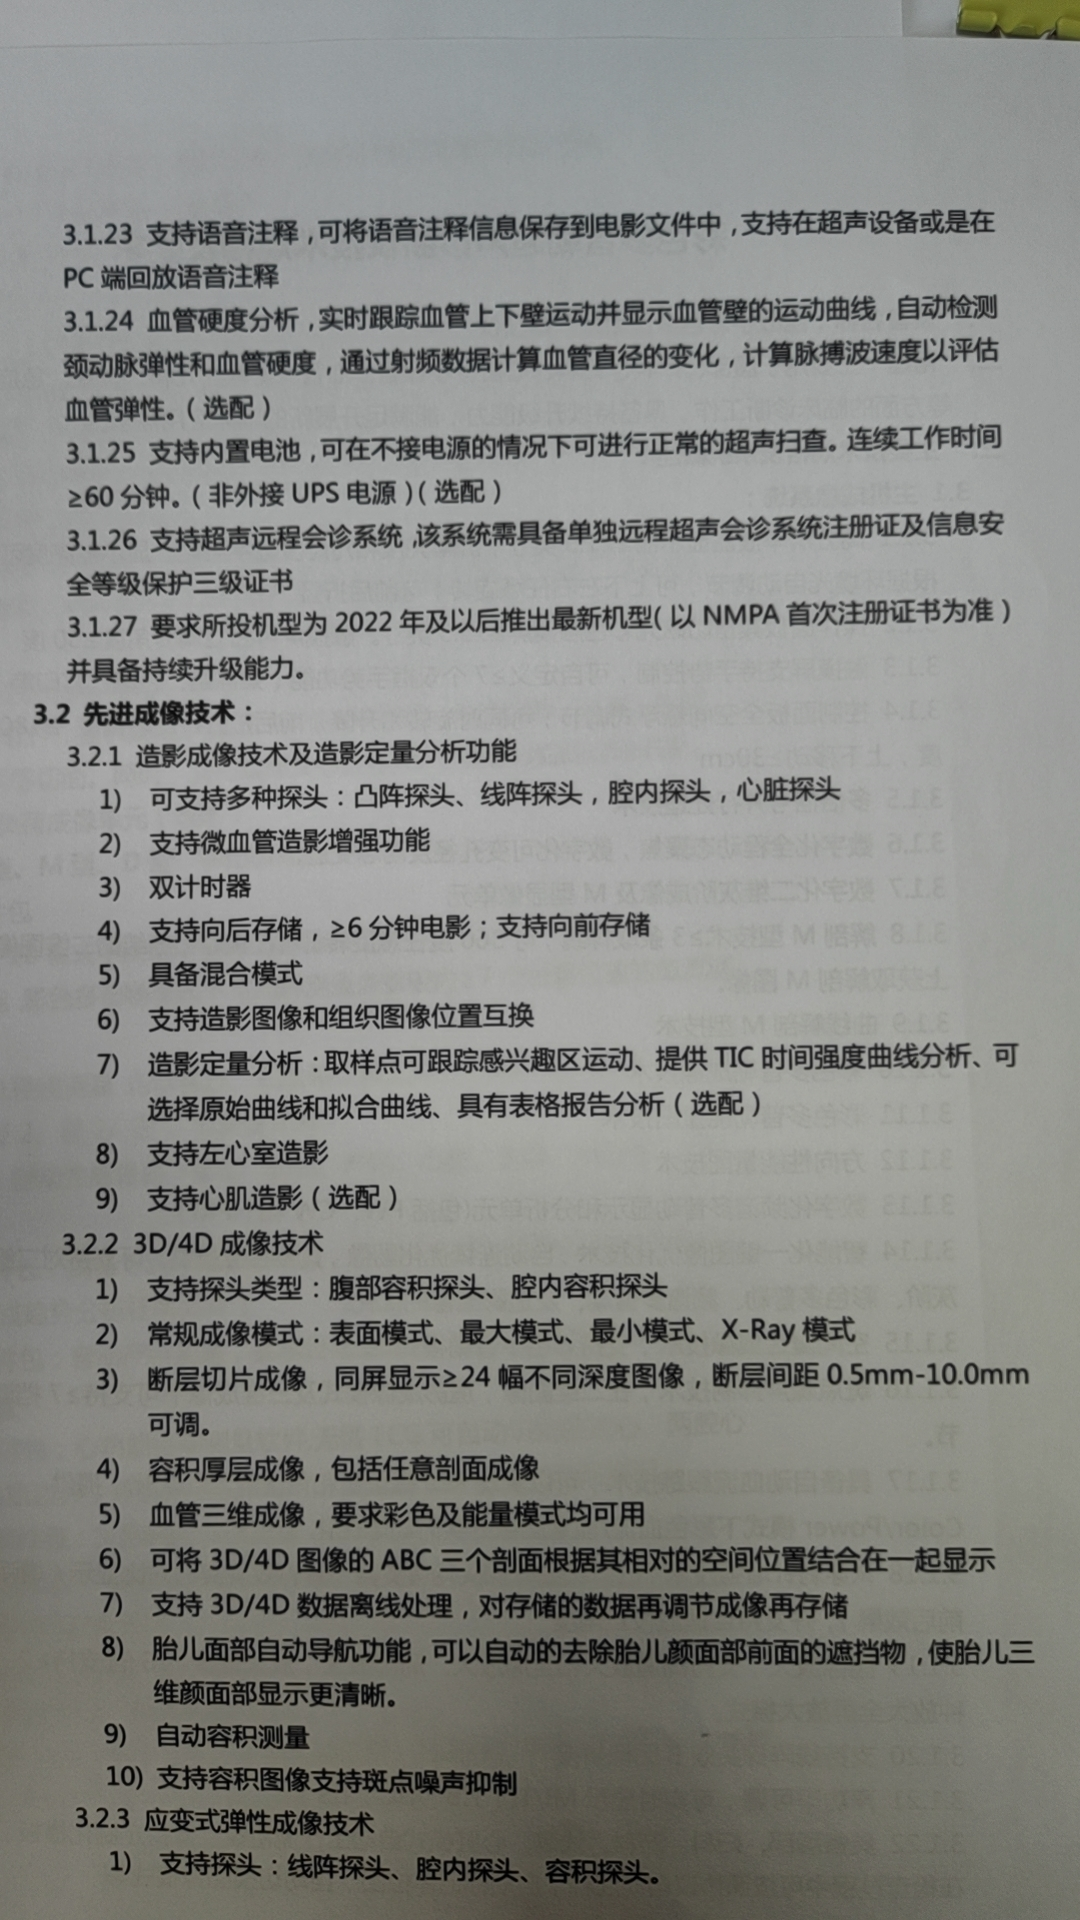 3.1.23 支持语音注释，可将语音注释信息保存到电影文件中，支持在超声设备或是在
PC 端回放语音注释
3.1.24 血管硬度分析，实时跟踪血管上下壁运动并显示血管壁的运动曲线，自动检测
颈动脉弹性和血管硬度，通过射频数据计算血管直径的变化，计算脉搏波速度以评估
血管弹性。（选配）
3.1.25 支持内置电池，可在不接电源的情况下可进行正常的超声扫查。连续工作时间
≥60 分钟。（非外接 UPS 电源）（选配）
3.1.26 支持超声远程会诊系统，该系统需具备单独远程超声会诊系统注册证及信息安
全等级保护三级证书
3.1.27 要求所投机型为 2022 年及以后推出最新机型（以 NMPA 首次注册证书为准）
并具备持续升级能力。
3.2 先进成像技术：
3.2.1 造影成像技术及造影定量分析功能
1) 可支持多种探头：凸阵探头、线阵探头，腔内探头，心脏探头
2) 支持微血管造影增强功能
3) 双计时器
4) 支持向后存储，≥6 分钟电影；支持向前存储
5) 具备混合模式
6) 支持造影图像和组织图像位置互换
7) 造影定量分析：取样点可跟踪感兴趣区运动、提供 TIC 时间强度曲线分析、可
选择原始曲线和拟合曲线、具有表格报告分析（选配）
8) 支持左心室造影
9) 支持心肌造影（选配）
3.2.2 3D/4D 成像技术
1) 支持探头类型：腹部容积探头、腔内容积探头
2) 常规成像模式：表面模式、最大模式、最小模式、X-Ray 模式
3) 断层切片成像，同屏显示≥24 幅不同深度图像，断层间距 0.5mm-10.0mm
可调。
4) 容积厚层成像，包括任意剖面成像
5) 血管三维成像，要求彩色及能量模式均可用
6) 可将 3D/4D 图像的 ABC 三个剖面根据其相对的空间位置结合在一起显示
7) 支持 3D/4D 数据离线处理，对存储的数据再调节成像再存储
8) 胎儿面部自动导航功能，可以自动的去除胎儿颜面部前面的遮挡物，使胎儿三
维颜面部显示更清晰。
9) 自动容积测量
10) 支持容积图像支持斑点噪声抑制
3.2.3 应变式弹性成像技术
1) 支持探头：线阵探头、腔内探头、容积探头。